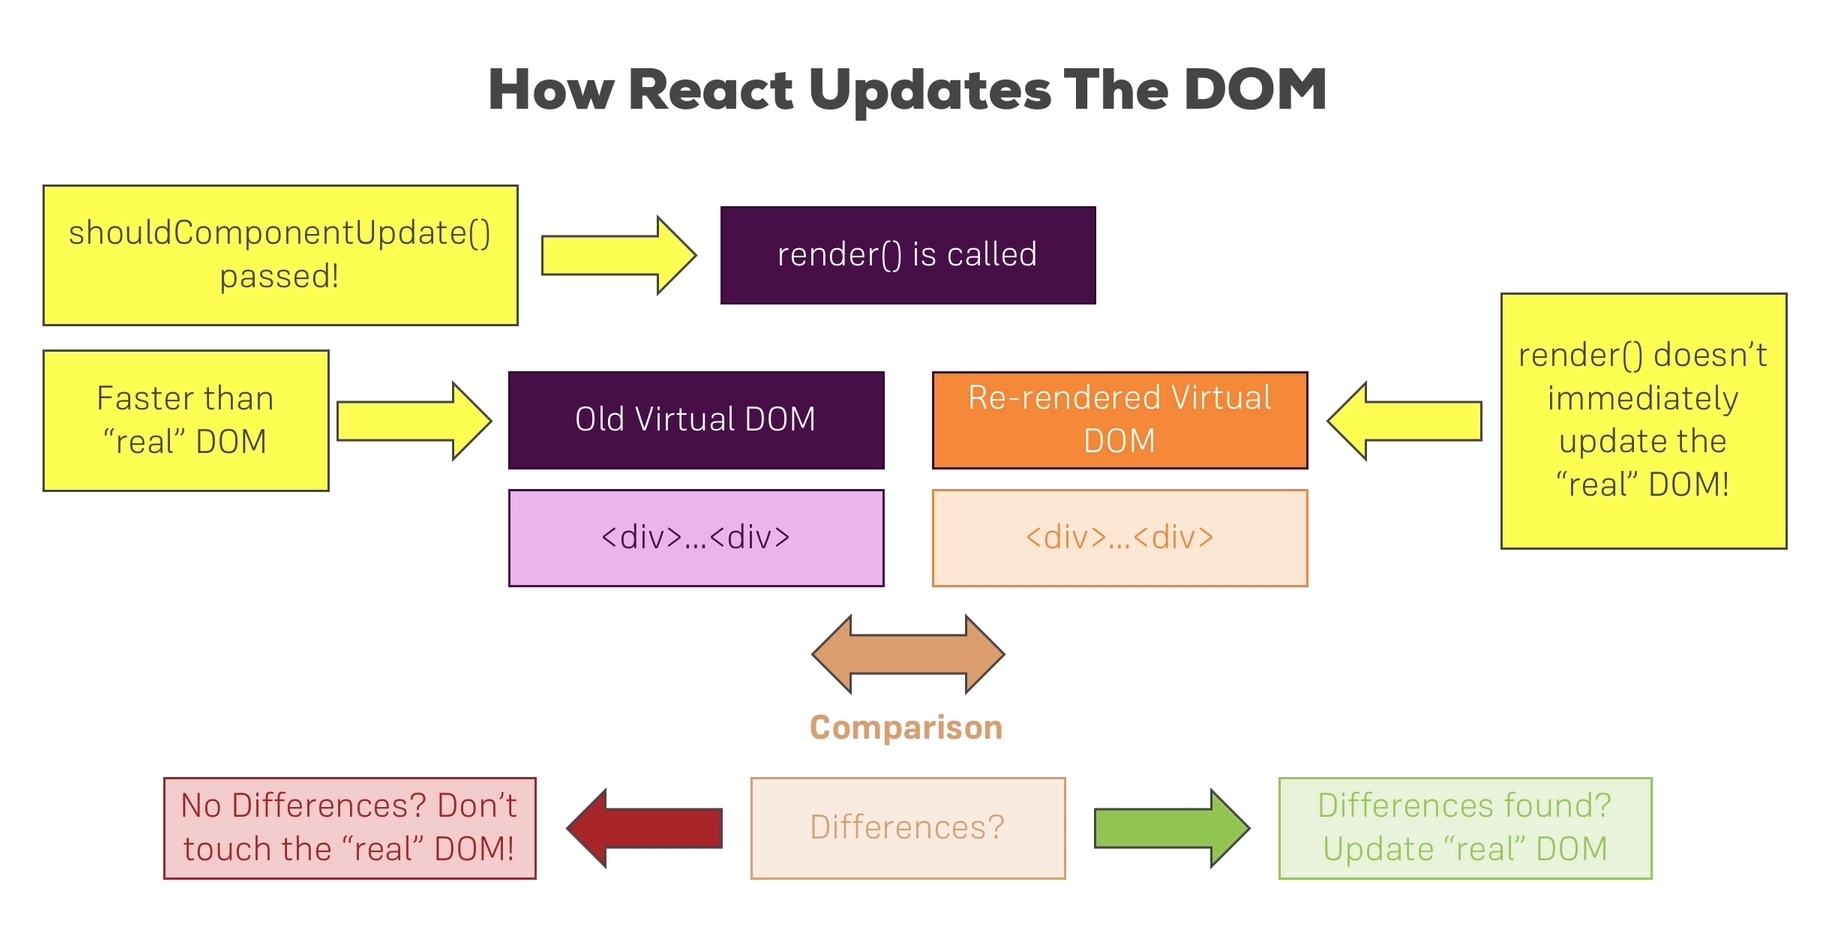 How React Updates The DOM
shouldComponentUpdate()
passed!
render() is called
Faster than
“real” DOM
Old Virtual DOM
Re-rendered Virtual
DOM
render() doesn’t
immediately
update the
“real” DOM!
<div>...<div>
<div>...<div>
Comparison
No Differences? Don’t
touch the “real” DOM!
Differences?
Differences found?
Update “real” DOM